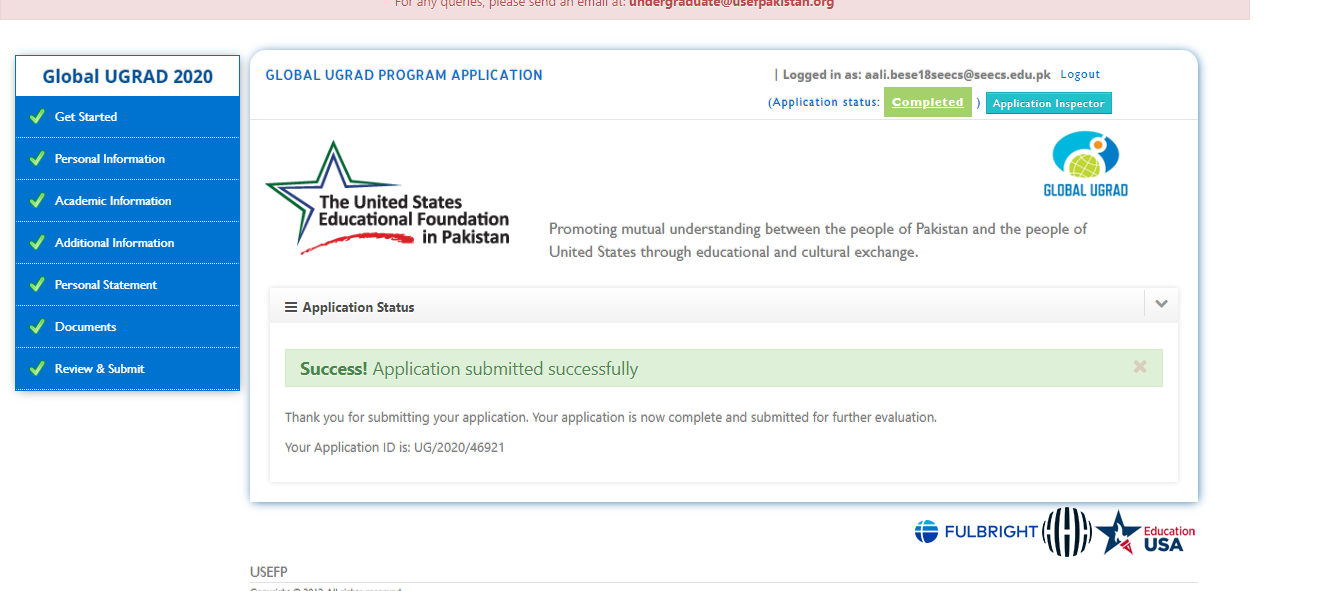 For any queries, please send an email at: undergraduate@usefpakistan.org
Global UGRAD 2020
Get Started
Personal Information
Academic Information
Additional Information
Personal Statement
Documents
Review & Submit
GLOBAL UGRAD PROGRAM APPLICATION
| Logged in as: aali.bese18seecs@seecs.edu.pk Logout
(Application status: Completed ) Application Inspector
The United States
Educational Foundation
in Pakistan
GLOBAL UGRAD
Promoting mutual understanding between the people of Pakistan and the people of
United States through educational and cultural exchange.
Application Status
Success! Application submitted successfully
Thank you for submitting your application. Your application is now complete and submitted for further evaluation.
Your Application ID is: UG/2020/46921
FULBRIGHT
Education
USA
USEFP